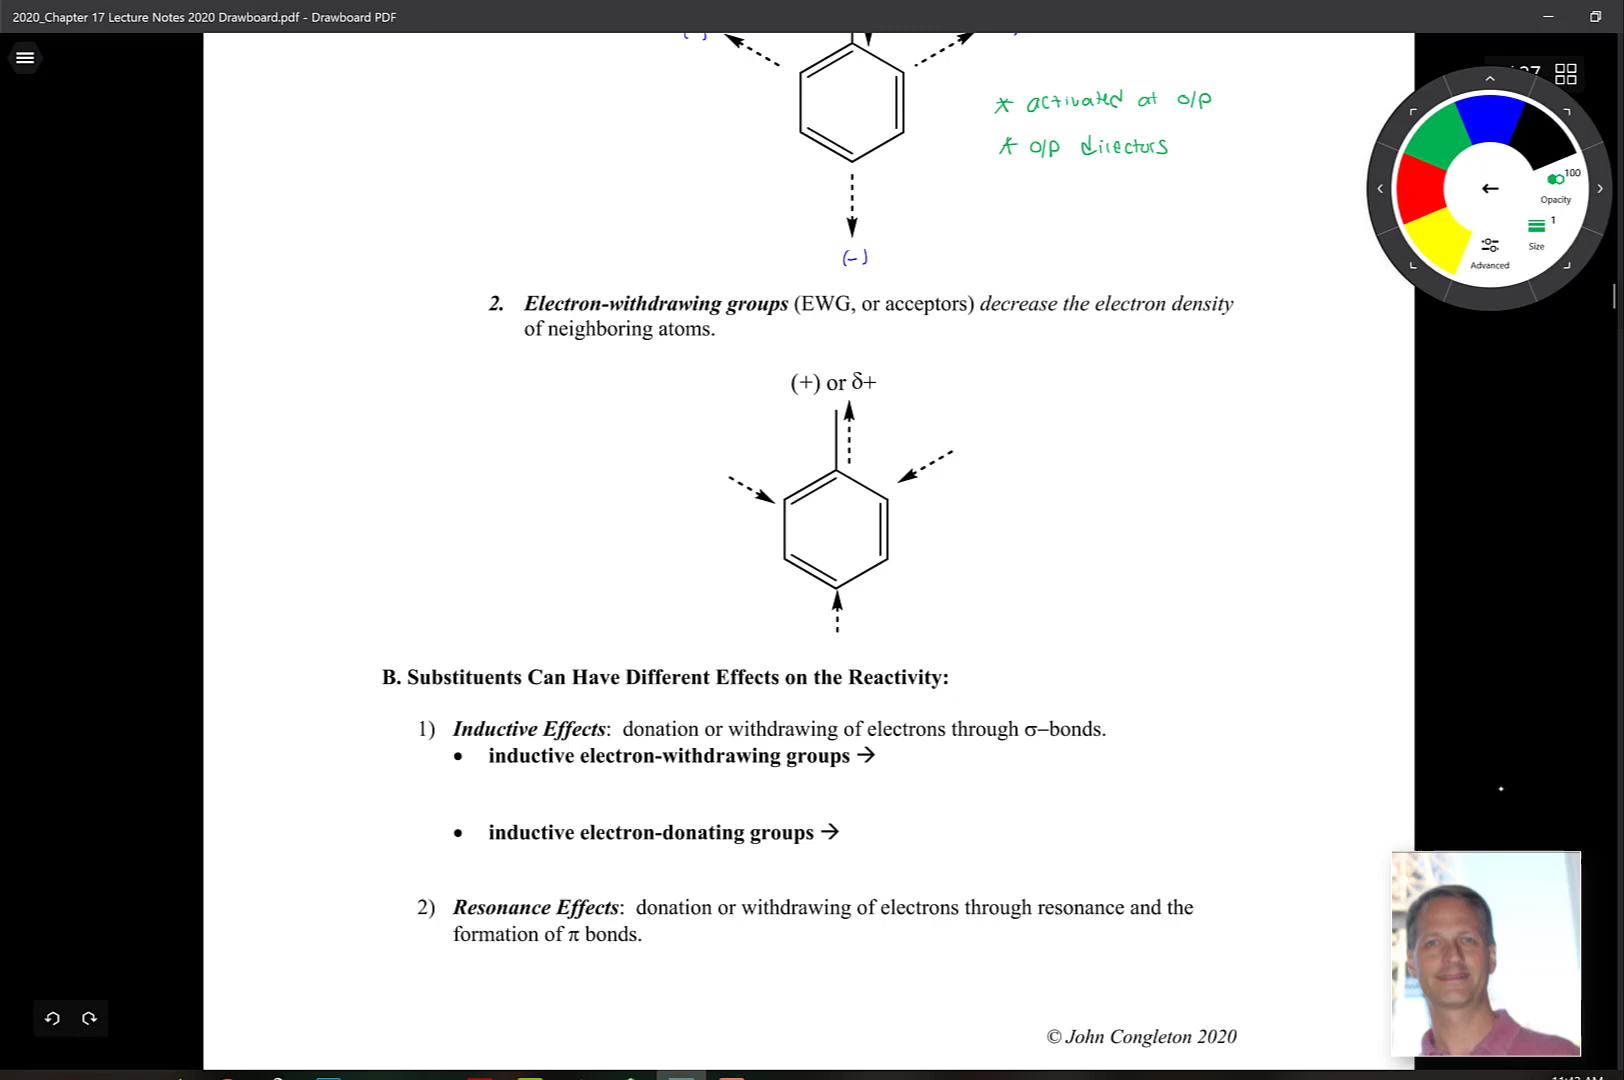 2020_Chapter 17 Lecture Notes 2020 Drawboard.pdf - Drawboard PDF
* activated at o/p
* o/p directors
100
Opacity
1
Size
Advanced
(-)
2. Electron-withdrawing groups (EWG, or acceptors) decrease the electron density
of neighboring atoms.
(+) or δ+
B. Substituents Can Have Different Effects on the Reactivity:
1) Inductive Effects: donation or withdrawing of electrons through σ–bonds.
• inductive electron-withdrawing groups →
• inductive electron-donating groups →
2) Resonance Effects: donation or withdrawing of electrons through resonance and the
formation of π bonds.
© John Congleton 2020